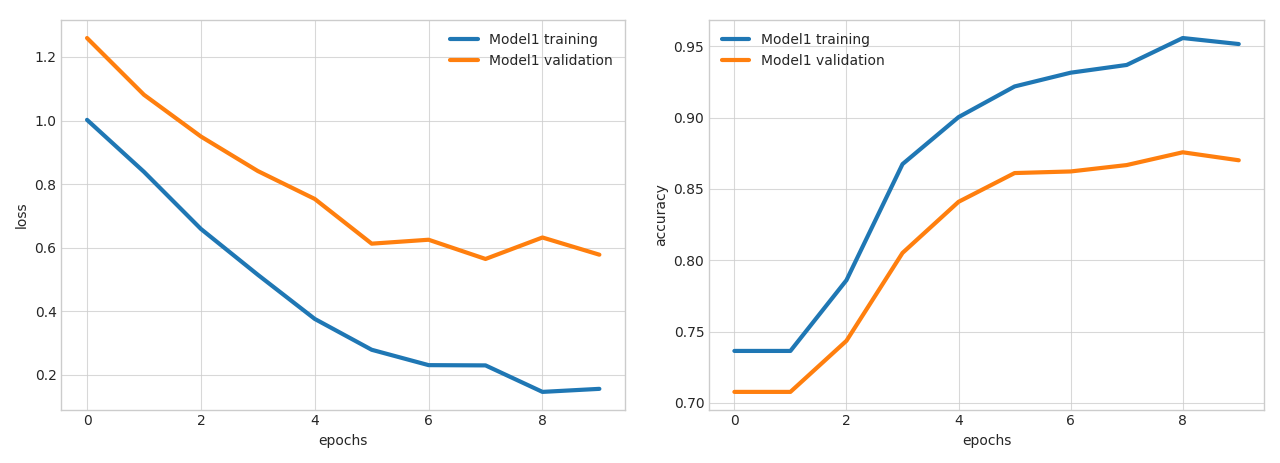 Model1 training
Model1 validation
1.2
1.0
0.8
0.6
0.4
0.2
loss
0 2 4 6 8
epochs
Model1 training
Model1 validation
0.95
0.90
0.85
0.80
0.75
0.70
accuracy
0 2 4 6 8
epochs